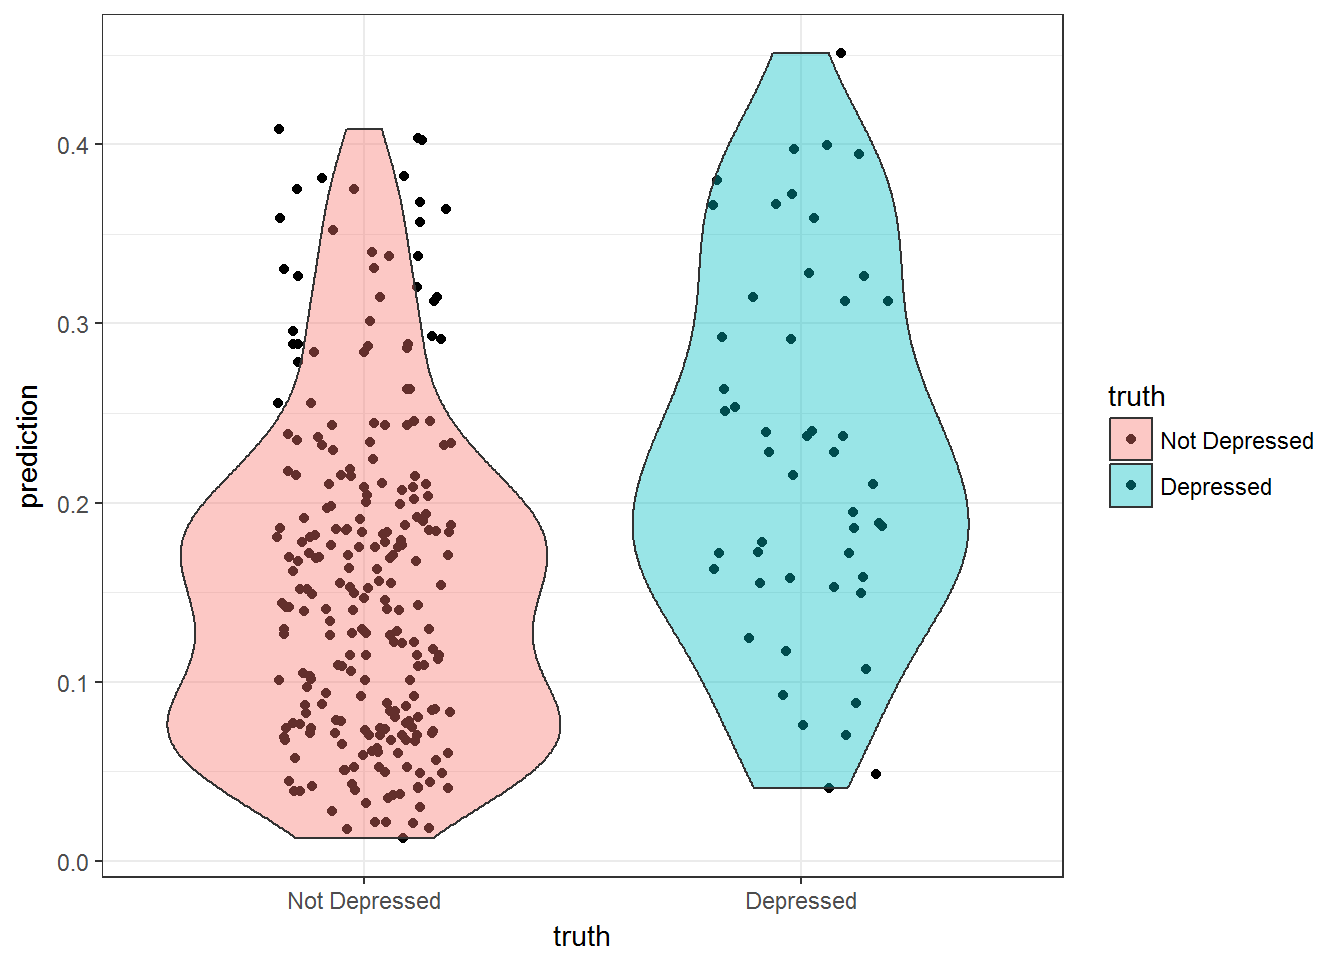 prediction
0.4
0.3
0.2
0.1
0.0
Not Depressed
Depressed
truth
truth
Not Depressed
Depressed